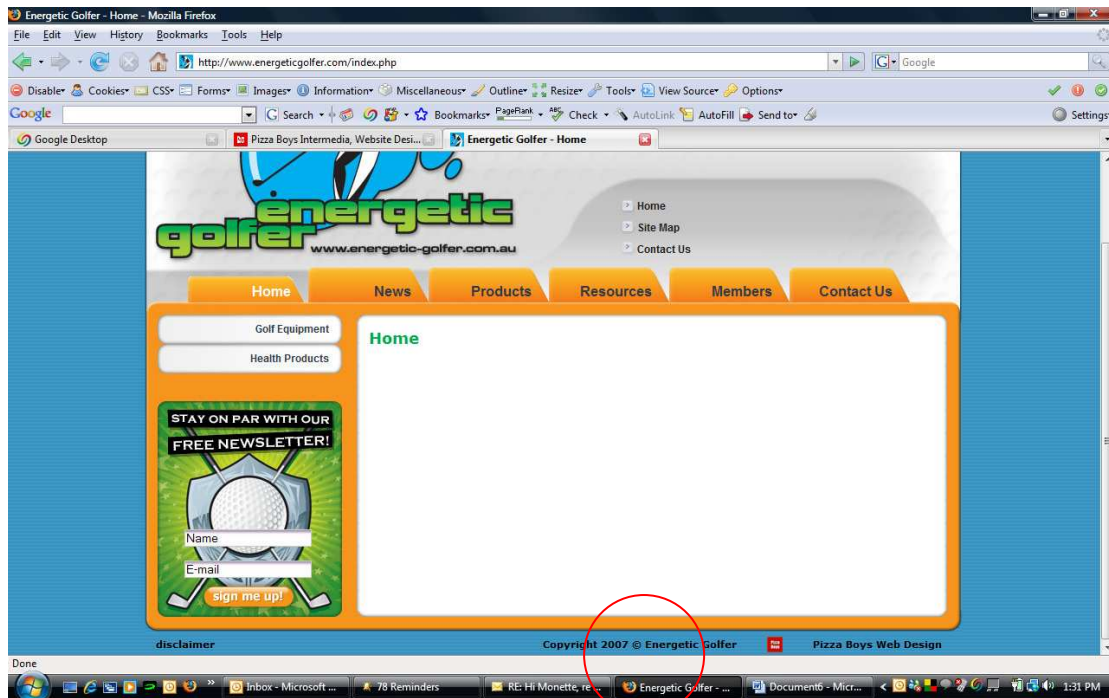 Energetic Golfer - Home - Mozilla Firefox
File Edit View History Bookmarks Tools Help
http://www.energeticgolfer.com/index.php
G Google
Disable Cookies CSS Forms Images Information Miscellaneous Outline Resize Tools View Source Options
Google G Search Bookmarks PageRank ABC Check AutoLink AutoFill Send to Settings
Google Desktop Pizza Boys Intermedia, Website Desi... Energetic Golfer - Home
energetic
golfer
www.energetic-golfer.com.au
Home
Site Map
Contact Us
Home News Products Resources Members Contact Us
Golf Equipment
Health Products
Home
STAY ON PAR WITH OUR
FREE NEWSLETTER!
Name
E-mail
sign me up!
disclaimer Copyright 2007 © Energetic Golfer Pizza Boys Web Design
Done
Inbox - Microsoft ... 78 Reminders RE: Hi Monette, re ... Energetic Golfer - ... Document6 - Micr... 1:31 PM